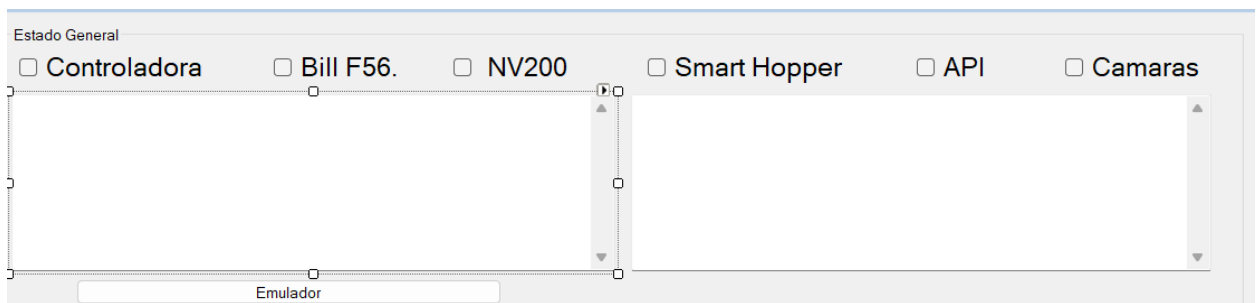 Estado General
Controladora Bill F56. NV200 Smart Hopper API Camaras
Emulador